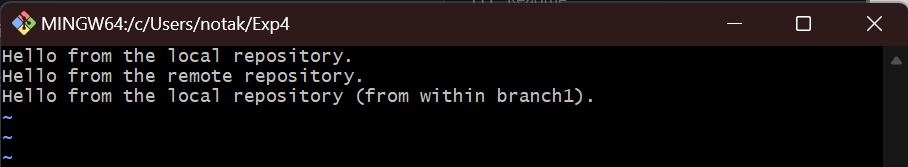 MINGW64:/c/Users/notak/Exp4
Hello from the local repository.
Hello from the remote repository.
Hello from the local repository (from within branch1).
~
~
~